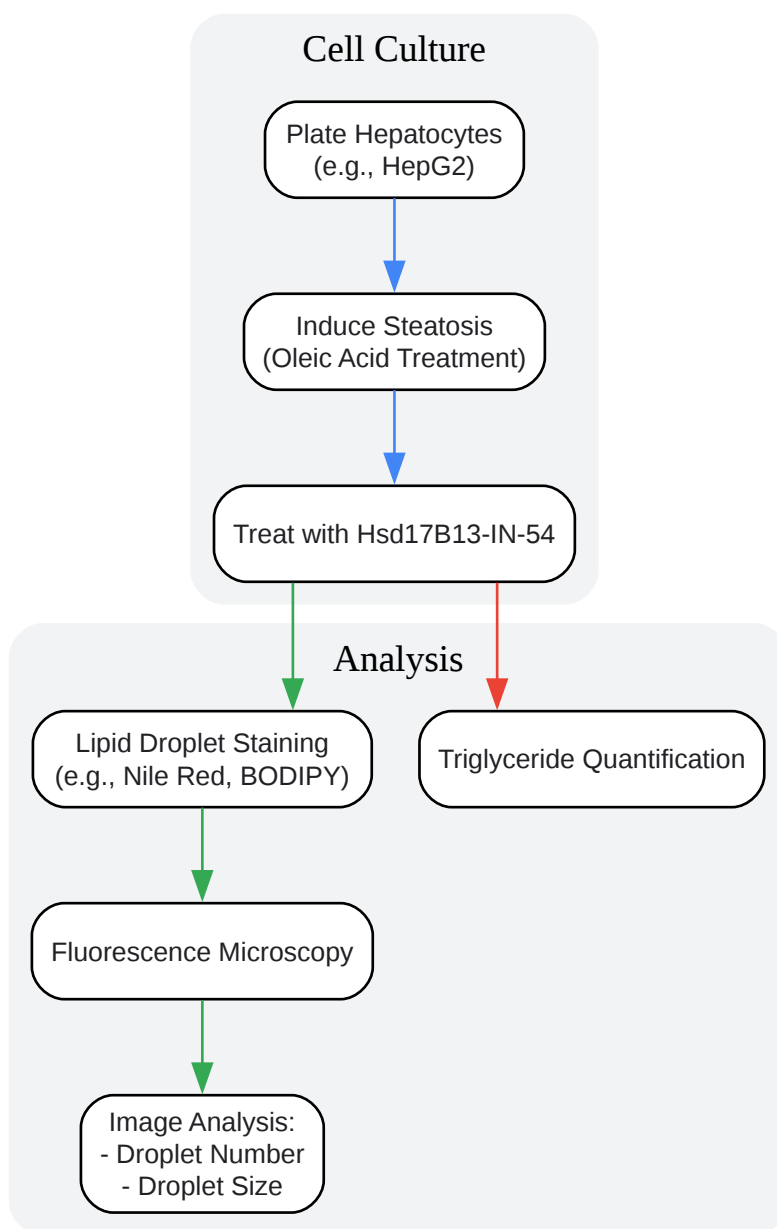 Cell Culture
Plate Hepatocytes
(e.g., HepG2)
Induce Steatosis
(Oleic Acid Treatment)
Treat with Hsd17B13-IN-54
Analysis
Lipid Droplet Staining
(e.g., Nile Red, BODIPY)
Triglyceride Quantification
Fluorescence Microscopy
Image Analysis:
- Droplet Number
- Droplet Size